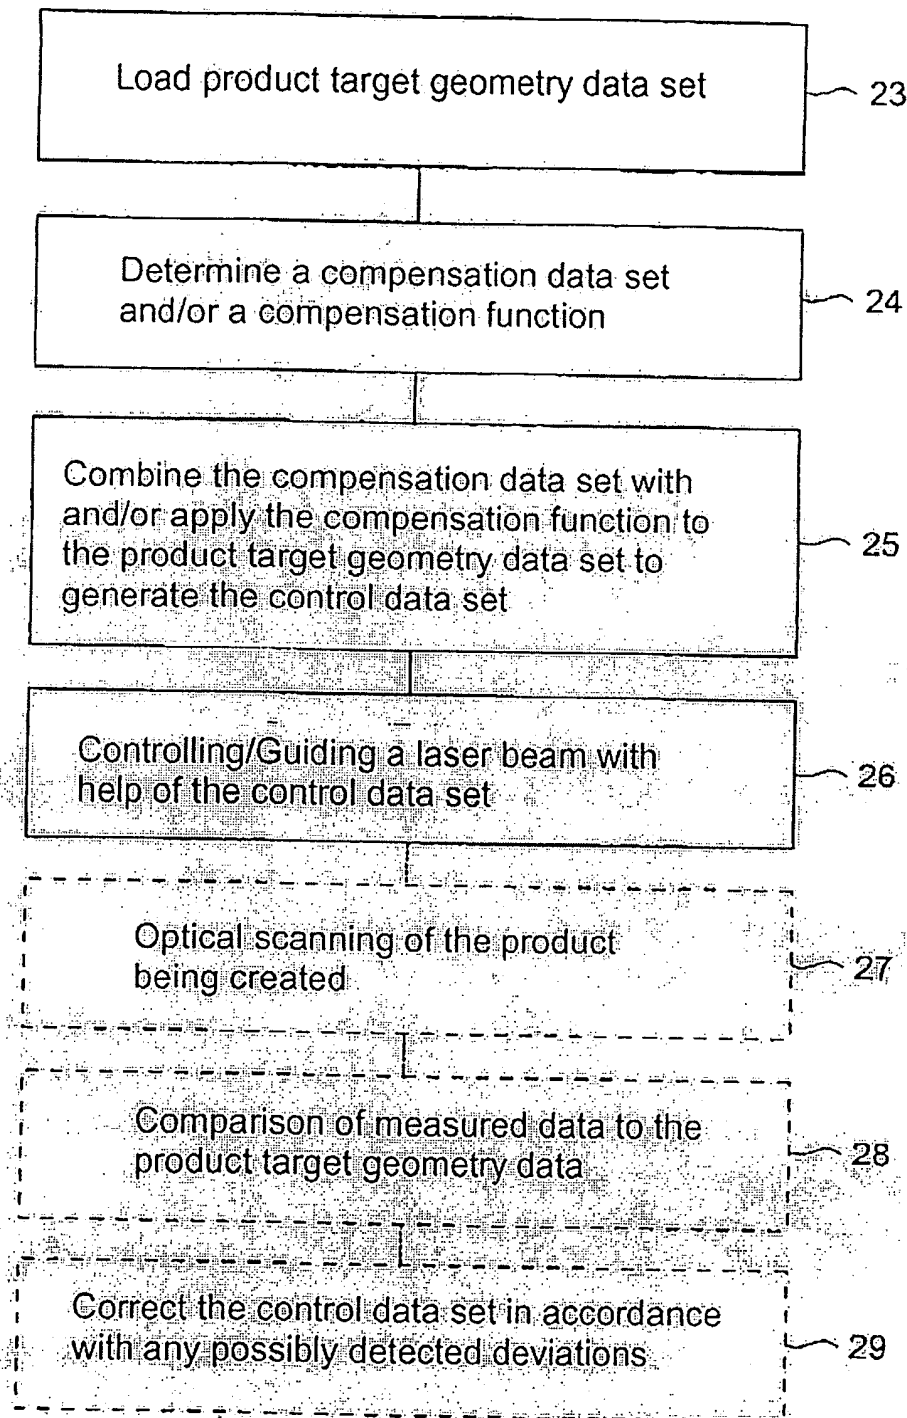 Load product target geometry data set
23
Determine a compensation data set
and/or a compensation function
24
Combine the compensation data set with
and/or apply the compensation function to
the product target geometry data set to
generate the control data set
25
Controlling/Guiding a laser beam with
help of the control data set
26
Optical scanning of the product
being created
27
Comparison of measured data to the
product target geometry data
28
Correct the control data set in accordance
with any possibly detected deviations
29